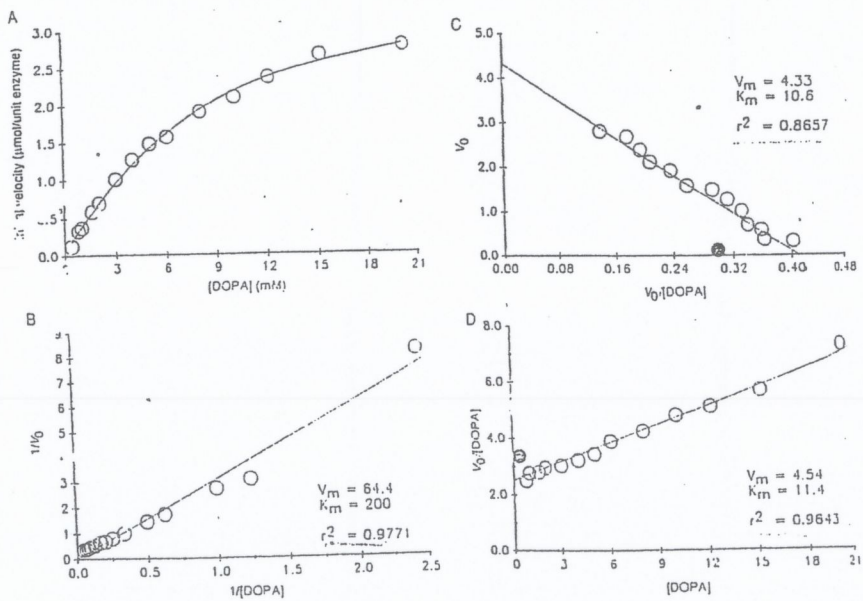 A
3.0
2.5
2.0
1.5
1.0
.5
.0
velocity (μmol/unit enzyme)
3
6
9
12
15
18
21
[DOPA] (mM)
C
5.0
4.0
3.0
2.0
1.0
0.0
V0
Vm = 4.33
Km = 10.6
r2 = 0.8657
0.00
0.08
0.16
0.24
0.32
0.40
0.48
V0/[DOPA]
B
9
8
7
6
5
4
3
2
1
0
1/V0
Vm = 64.4
Km = 200
r2 = 0.9771
0.0
0.5
1.0
1.5
2.0
2.5
1/[DOPA]
D
8.0
6.0
4.0
2.0
0.0
V0/[DOPA]
Vm = 4.54
Km = 11.4
r2 = 0.9643
0
3
6
9
12
15
18
21
[DOPA]